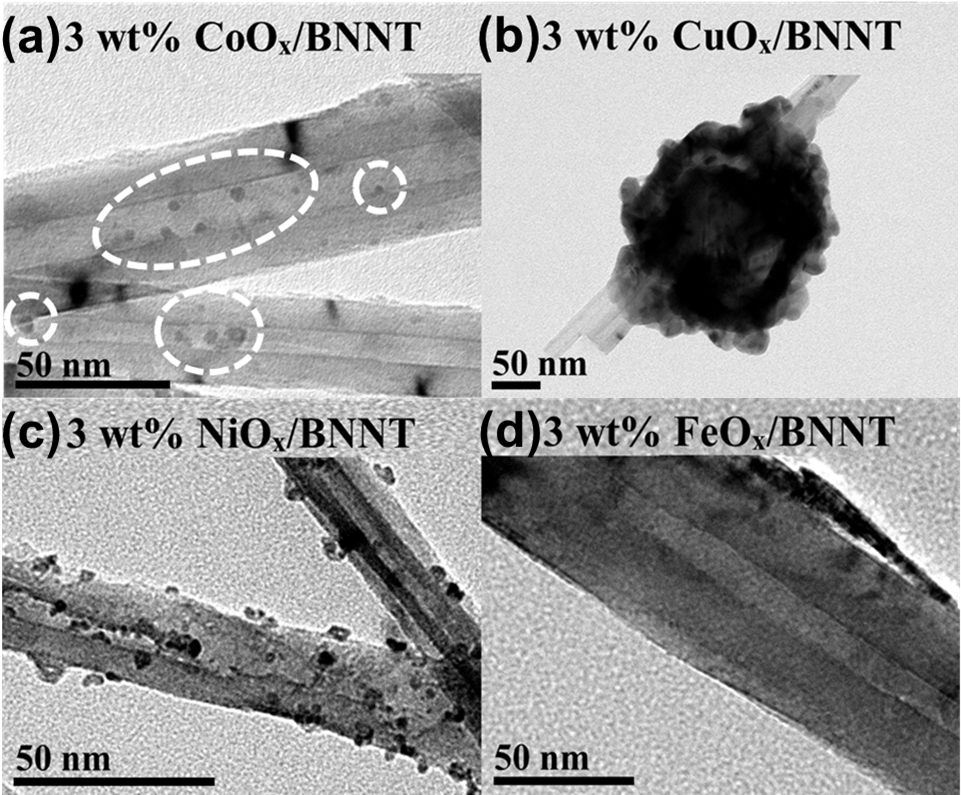 (a) 3 wt% CoOₓ/BNNT
(b) 3 wt% CuOₓ/BNNT
50 nm
50 nm
(c) 3 wt% NiOₓ/BNNT
(d) 3 wt% FeOₓ/BNNT
50 nm
50 nm